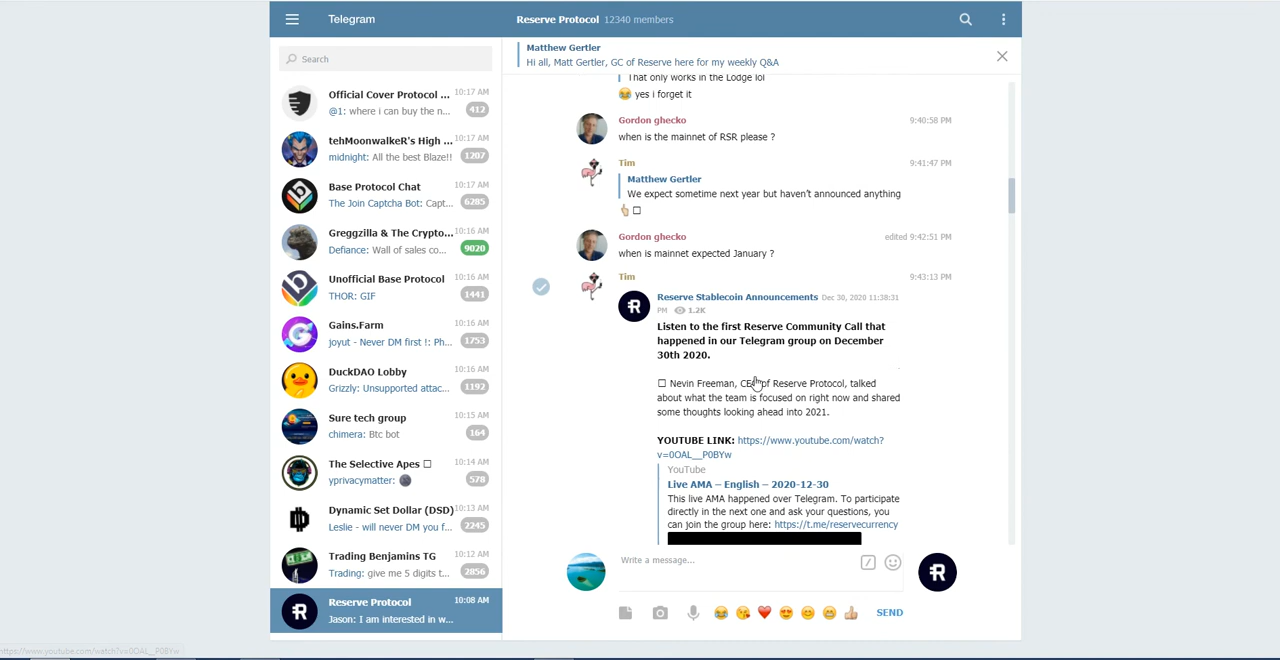 Telegram
Reserve Protocol 12340 members
Search
Matthew Gertler
Hi all, Matt Gertler, GC of Reserve here for my weekly Q&A
Official Cover Protocol ... 10:17 AM
@1: where i can buy the n... 412
tehMoonwalkeR's High ... 10:17 AM
midnight: All the best Blaze!! 1207
Base Protocol Chat 10:17 AM
The Join Captcha Bot: Capt... 6285
Greggzilla & The Crypto... 10:16 AM
Defiance: Wall of sales co... 9020
Unofficial Base Protocol 10:16 AM
THOR: GIF 1441
Gains.Farm 10:16 AM
joyut - Never DM first !: Ph... 1753
DuckDAO Lobby 10:16 AM
Grizzly: Unsupported attac... 1192
Sure tech group 10:15 AM
chimera: Btc bot 164
The Selective Apes 10:14 AM
yprivacymatter: 578
Dynamic Set Dollar (DSD) 10:13 AM
Leslie - will never DM you f... 2245
Trading Benjamins TG 10:12 AM
Trading: give me 5 digits t... 2856
Reserve Protocol 10:08 AM
Jason: I am interested in w...
That only works in the Lodge lol
😂 yes i forget it
Gordon ghecko 9:40:58 PM
when is the mainnet of RSR please ?
Tim 9:41:47 PM
Matthew Gertler
We expect sometime next year but haven't announced anything
Gordon ghecko edited 9:42:51 PM
when is mainnet expected January ?
Tim 9:43:13 PM
Reserve Stablecoin Announcements Dec 30, 2020 11:38:31
PM 1.2K
Listen to the first Reserve Community Call that
happened in our Telegram group on December
30th 2020.
Nevin Freeman, CEO of Reserve Protocol, talked
about what the team is focused on right now and shared
some thoughts looking ahead into 2021.
YOUTUBE LINK: https://www.youtube.com/watch?
v=0OAL__P0BYw
YouTube
Live AMA – English – 2020-12-30
This live AMA happened over Telegram. To participate
directly in the next one and ask your questions, you
can join the group here: https://t.me/reservecurrency
Write a message...
SEND
https://www.youtube.com/watch?v=0OAL__P0BYw